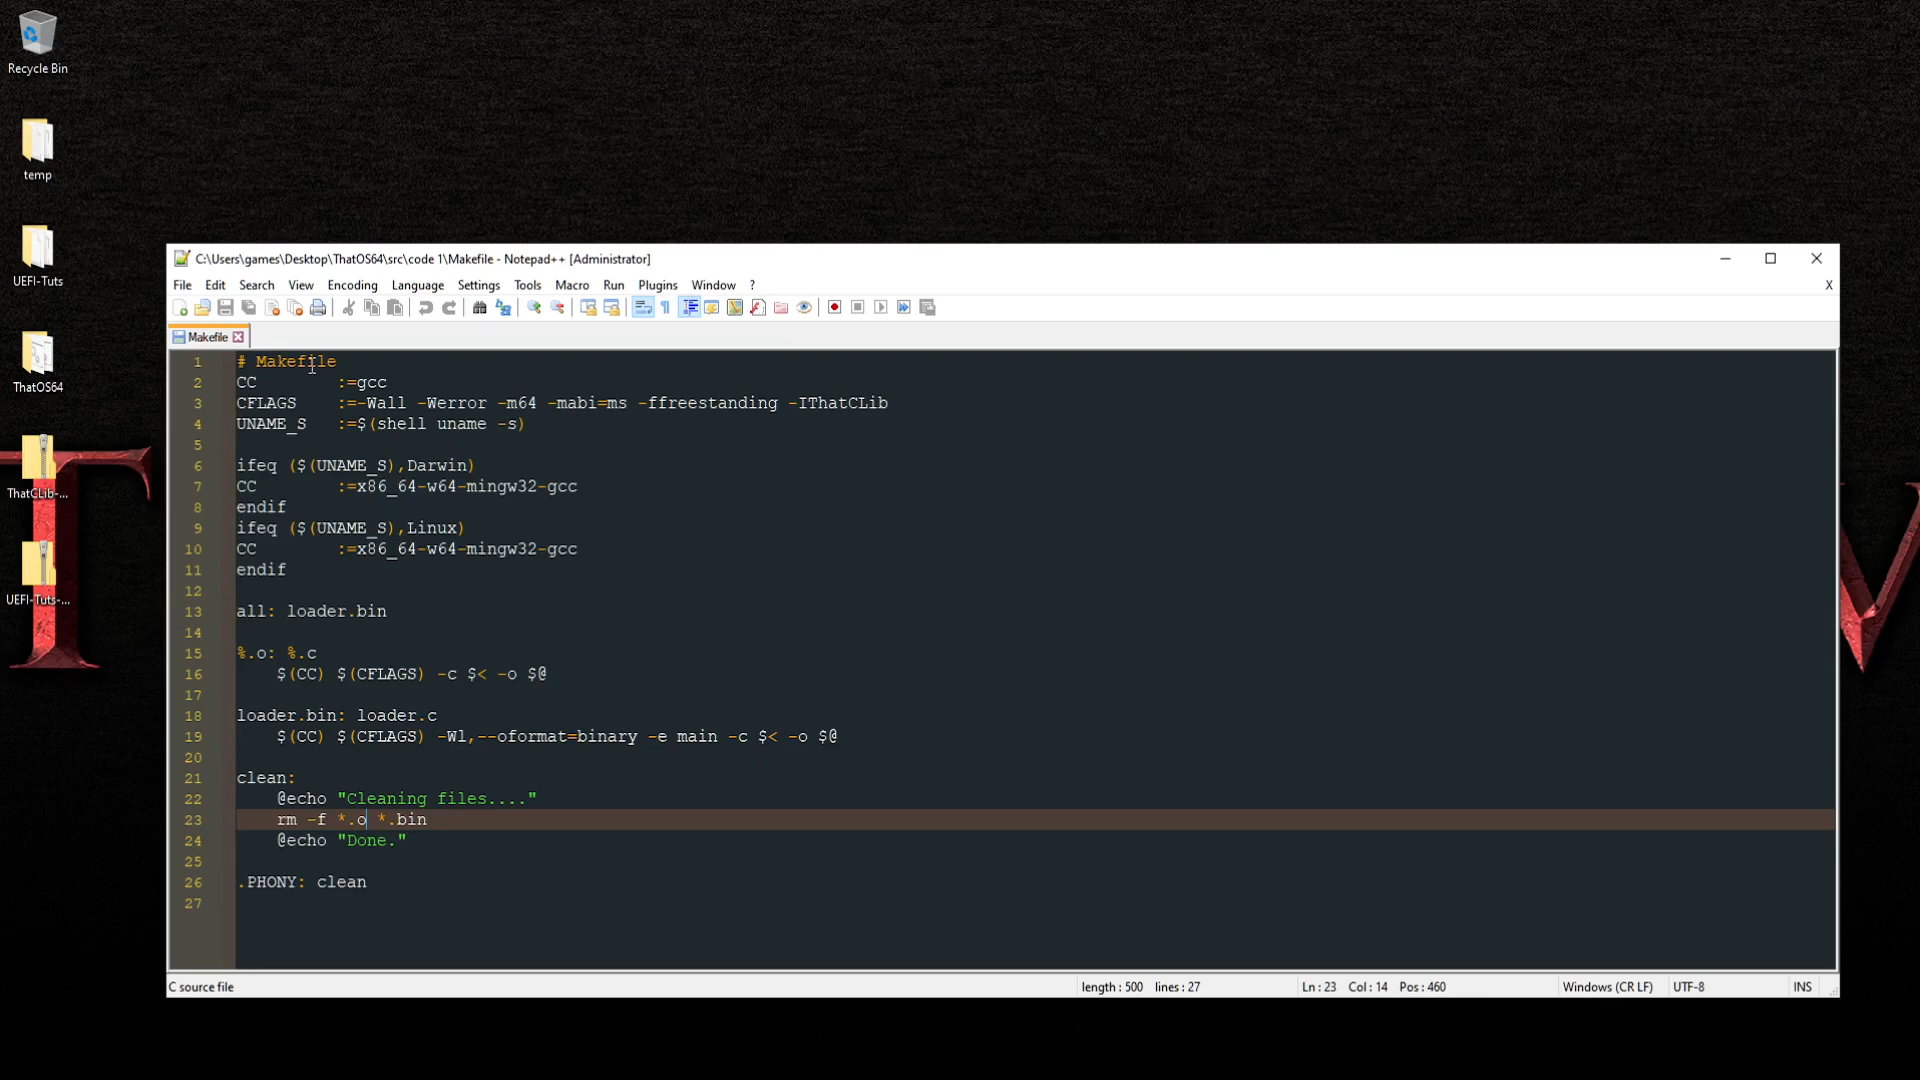 Recycle Bin
temp
UEFI-Tuts
ThatOS64
ThatCLib-...
UEFI-Tuts-...
C:\Users\games\Desktop\ThatOS64\src\code 1\Makefile - Notepad++ [Administrator]
File Edit Search View Encoding Language Settings Tools Macro Run Plugins Window ? X
Makefile
1 # Makefile
2 CC :=gcc
3 CFLAGS :=-Wall -Werror -m64 -mabi=ms -ffreestanding -IThatCLib
4 UNAME_S :=$(shell uname -s)
5
6 ifeq ($(UNAME_S),Darwin)
7 CC :=x86_64-w64-mingw32-gcc
8 endif
9 ifeq ($(UNAME_S),Linux)
10 CC :=x86_64-w64-mingw32-gcc
11 endif
12
13 all: loader.bin
14
15 %.o: %.c
16 $(CC) $(CFLAGS) -c $< -o $@
17
18 loader.bin: loader.c
19 $(CC) $(CFLAGS) -Wl,--oformat=binary -e main -c $< -o $@
20
21 clean:
22 @echo "Cleaning files...."
23 rm -f *.o *.bin
24 @echo "Done."
25
26 .PHONY: clean
27
C source file length : 500 lines : 27 Ln : 23 Col : 14 Pos : 460 Windows (CR LF) UTF-8 INS